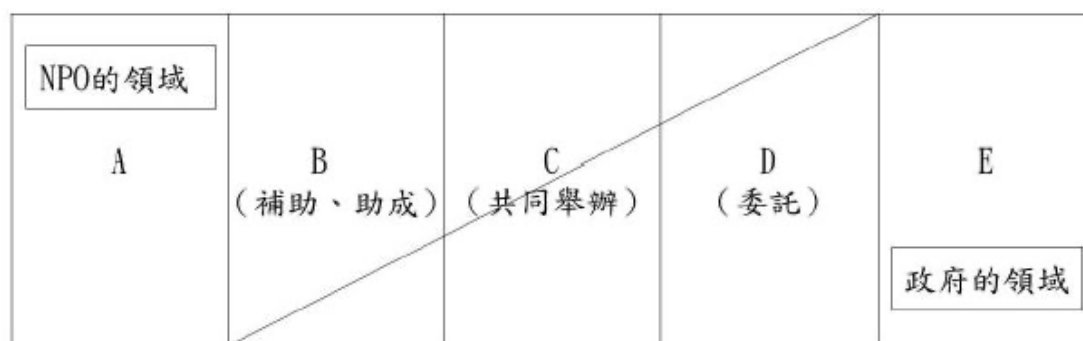 NPO的領域
A
B
(補助、助成)
C
(共同舉辦)
D
(委託)
E
政府的領域